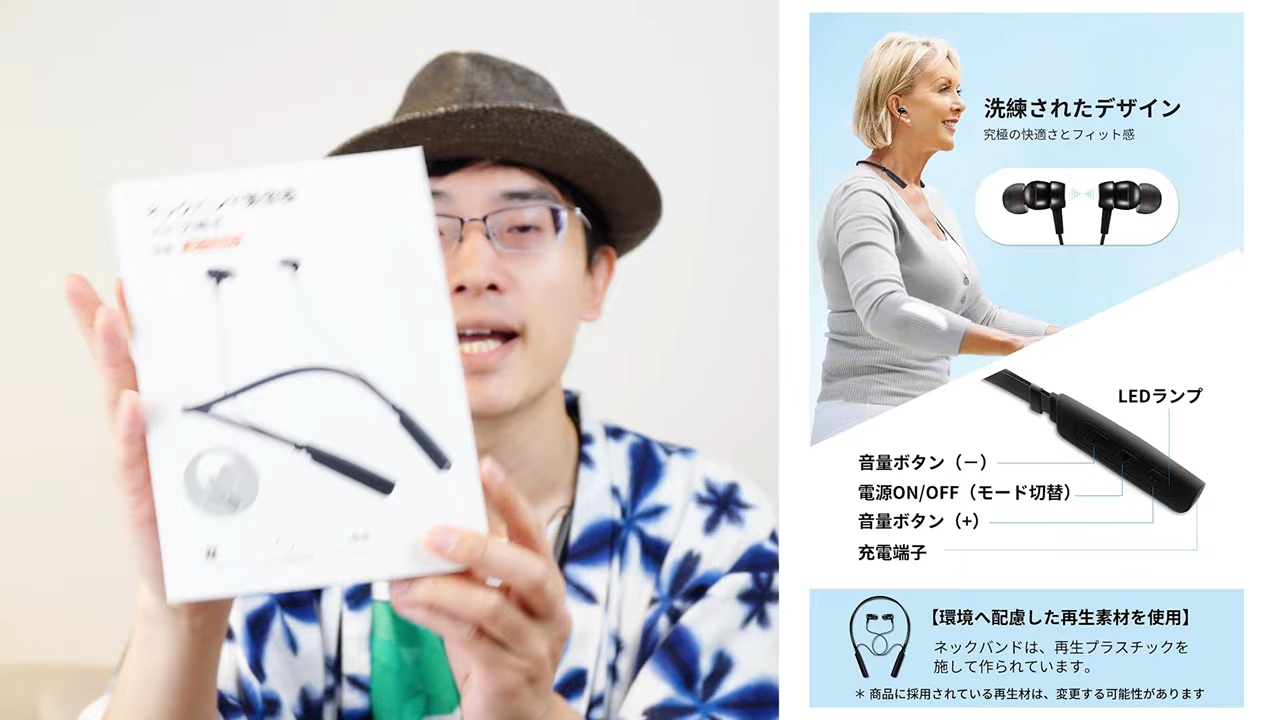 洗練されたデザイン
究極の快適さとフィット感
LEDランプ
音量ボタン（−）
電源ON/OFF（モード切替）
音量ボタン（+）
充電端子
【環境へ配慮した再生素材を使用】
ネックバンドは、再生プラスチックを
施して作られています。
＊商品に採用されている再生材は、変更する可能性があります